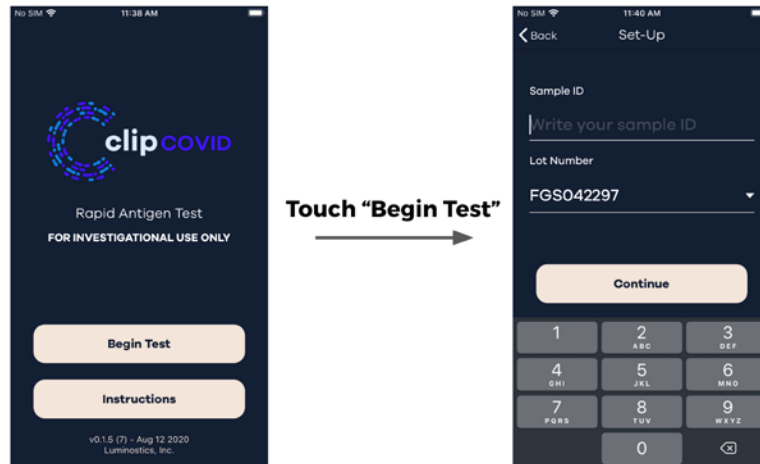 No SIM 11:38 AM
clip COVID
Rapid Antigen Test
FOR INVESTIGATIONAL USE ONLY
Begin Test
Instructions
v0.1.5 (7) - Aug 12 2020
Luminostics, Inc.
Touch “Begin Test”
No SIM 11:40 AM
Back Set-Up
Sample ID
Write your sample ID
Lot Number
FGS042297
Continue
1 2 3
ABC DEF
4 5 6
GHI JKL MNO
7 8 9
PQRS TUV WXYZ
0